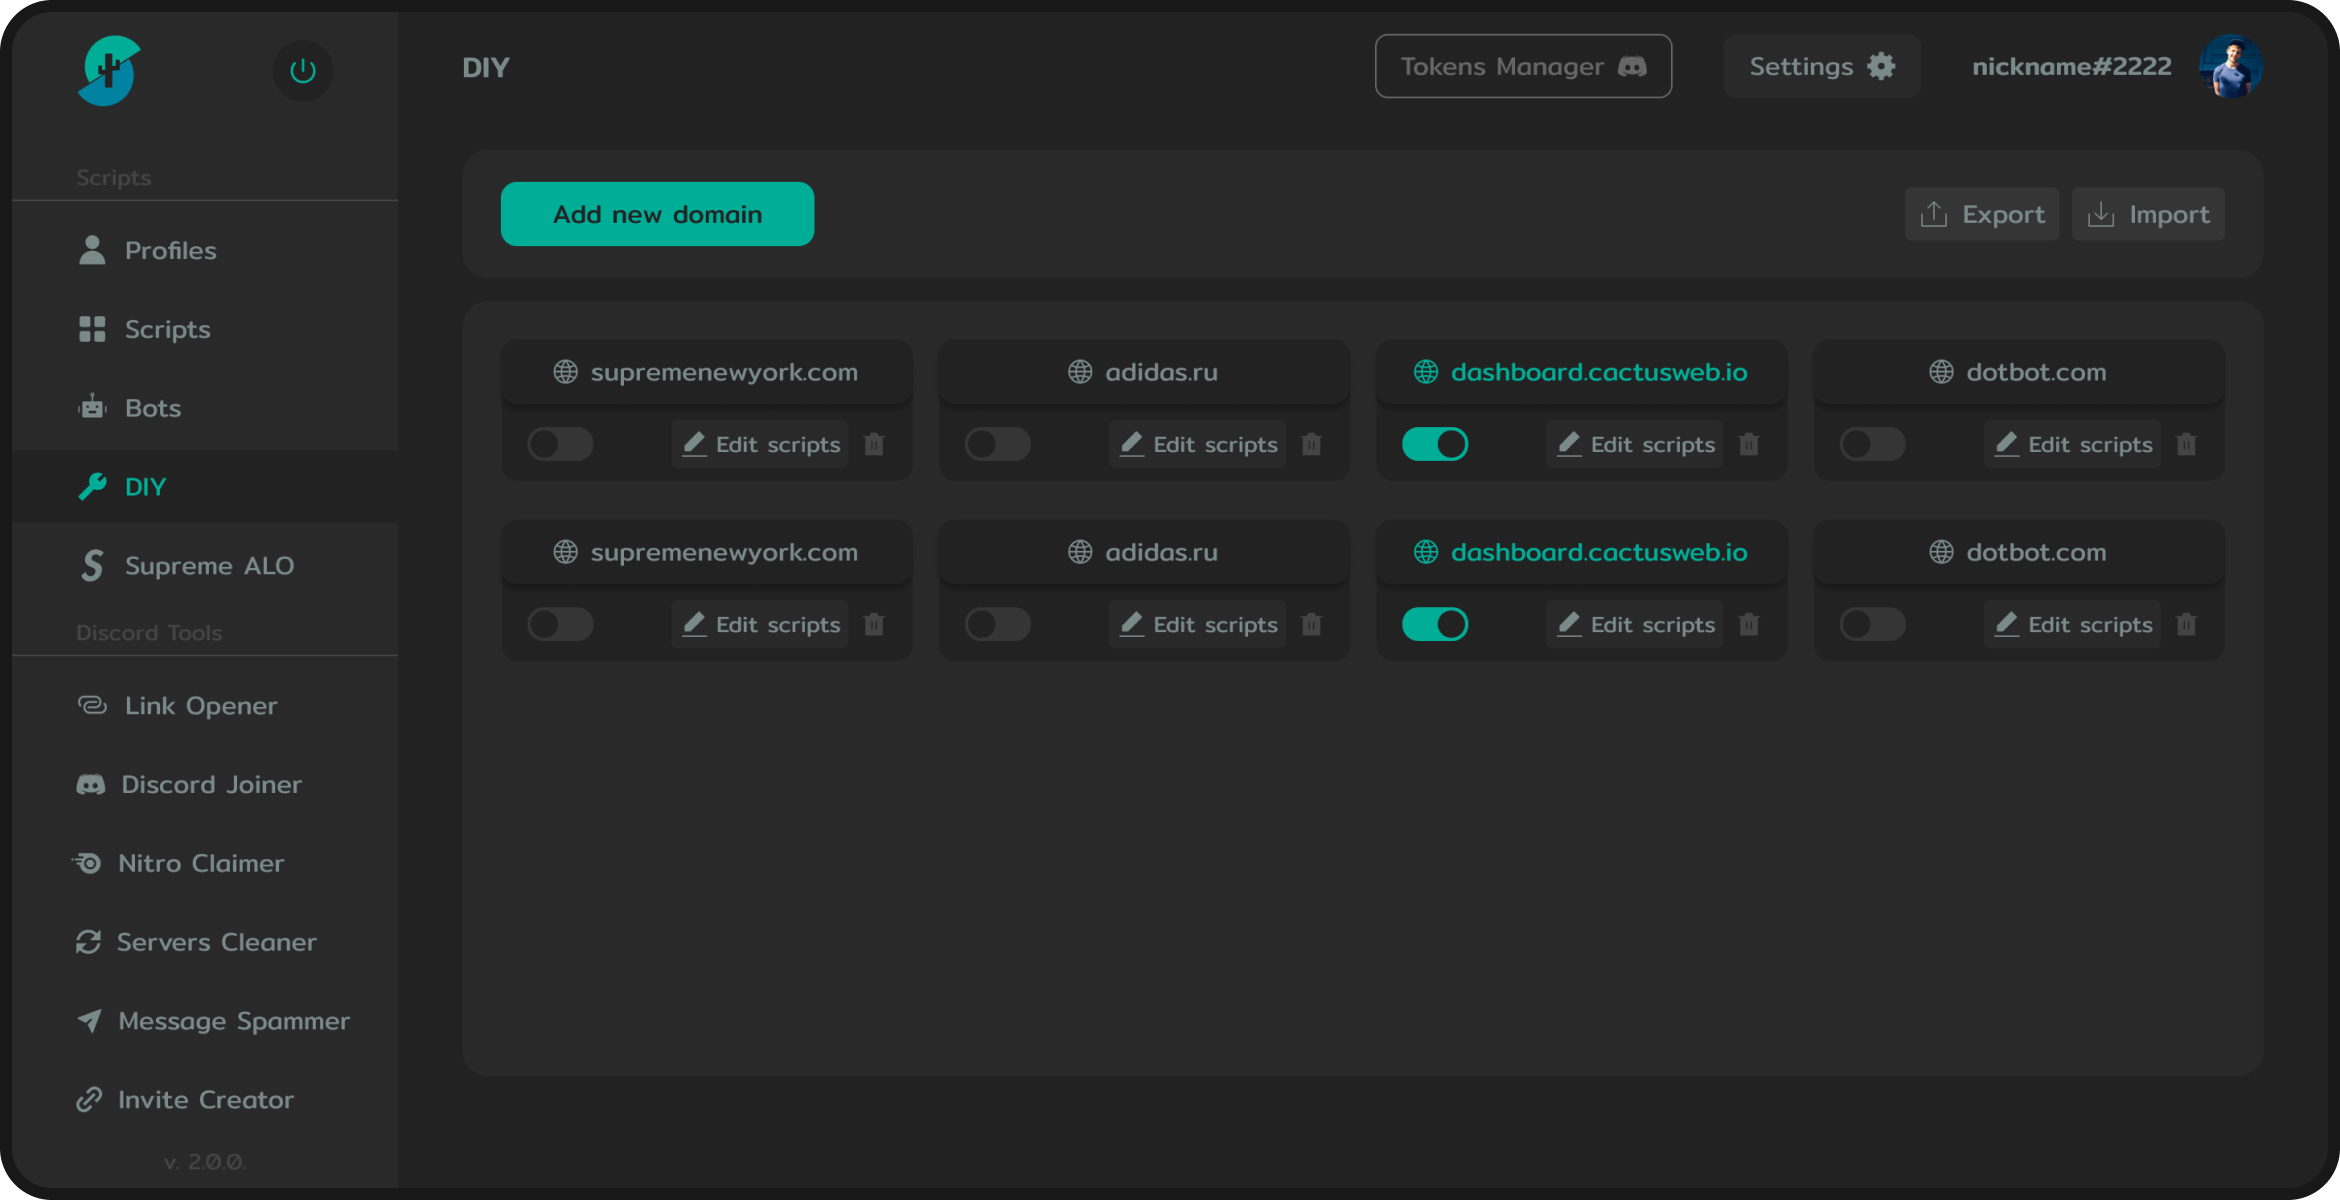 DIY
Tokens Manager
Settings
nickname#2222
Scripts
Profiles
Scripts
Bots
DIY
Supreme ALO
Discord Tools
Link Opener
Discord Joiner
Nitro Claimer
Servers Cleaner
Message Spammer
Invite Creator
v. 2.0.0.
Add new domain
Export
Import
supremenewyork.com
Edit scripts
adidas.ru
Edit scripts
dashboard.cactusweb.io
Edit scripts
dotbot.com
Edit scripts
supremenewyork.com
Edit scripts
adidas.ru
Edit scripts
dashboard.cactusweb.io
Edit scripts
dotbot.com
Edit scripts